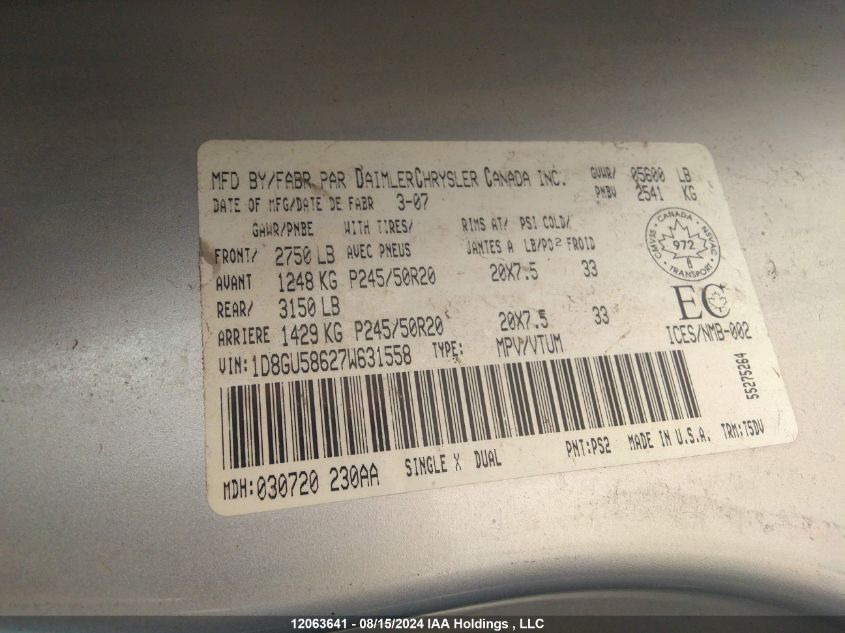 MFD BY/FABR PAR DAIMLERCHRYSLER CANADA INC. GVWR/ 05600 LB
DATE OF MFG/DATE DE FABR 3-07 PNBV 2541 KG
GAWR/PNBE WITH TIRES/ RIMS AT/ PSI COLD/
FRONT/ 2750 LB AVEC PNEUS JANTES A LB/PO² FROID
AVANT 1248 KG P245/50R20 20X7.5 33
REAR/ 3150 LB
ARRIERE 1429 KG P245/50R20 20X7.5 33
CMVSS - CANADA - NSVAC
972
TRANSPORT
EC
ICES/NMB-002
VIN: 1D8GU58627W631558 TYPE: MPV/VTUM
55275264
MDH: 030720 230AA SINGLE X DUAL PNT: PS2 MADE IN U.S.A. TRM: T5DV
12063641 - 08/15/2024 IAA Holdings , LLC